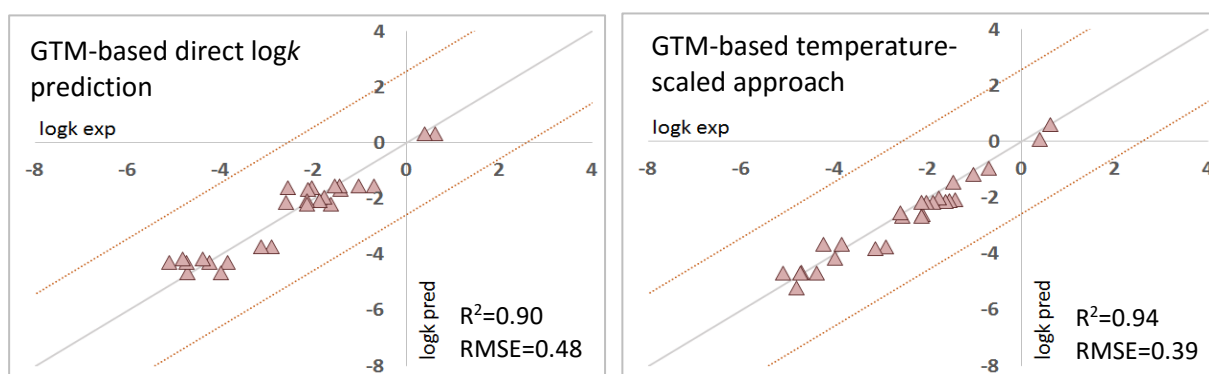 GTM-based direct logk
prediction
logk exp
4
2
0
-2
-4
-6
-8
-8
-6
-4
-2
0
2
4
logk pred
R²=0.90
RMSE=0.48
GTM-based temperature-
scaled approach
logk exp
4
2
0
-2
-4
-6
-8
-8
-6
-4
-2
0
2
4
logk pred
R²=0.94
RMSE=0.39